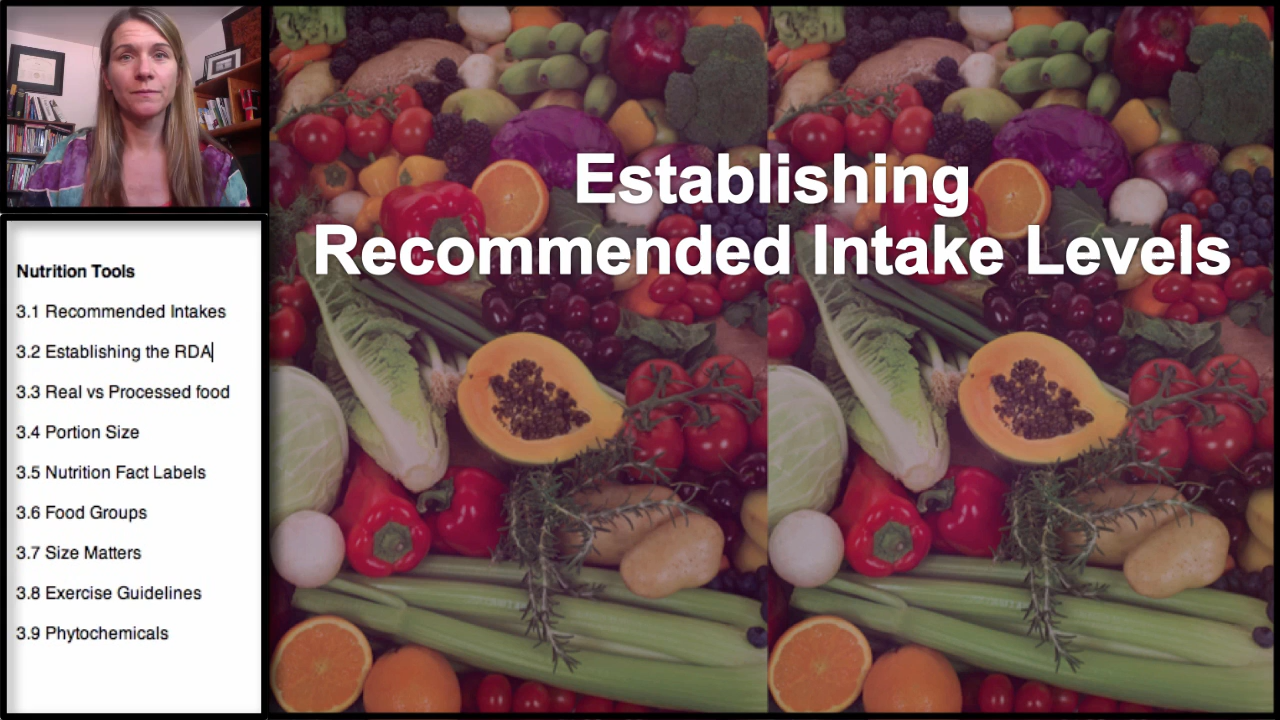 Establishing
Recommended Intake Levels
Nutrition Tools
3.1 Recommended Intakes
3.2 Establishing the RDA
3.3 Real vs Processed food
3.4 Portion Size
3.5 Nutrition Fact Labels
3.6 Food Groups
3.7 Size Matters
3.8 Exercise Guidelines
3.9 Phytochemicals